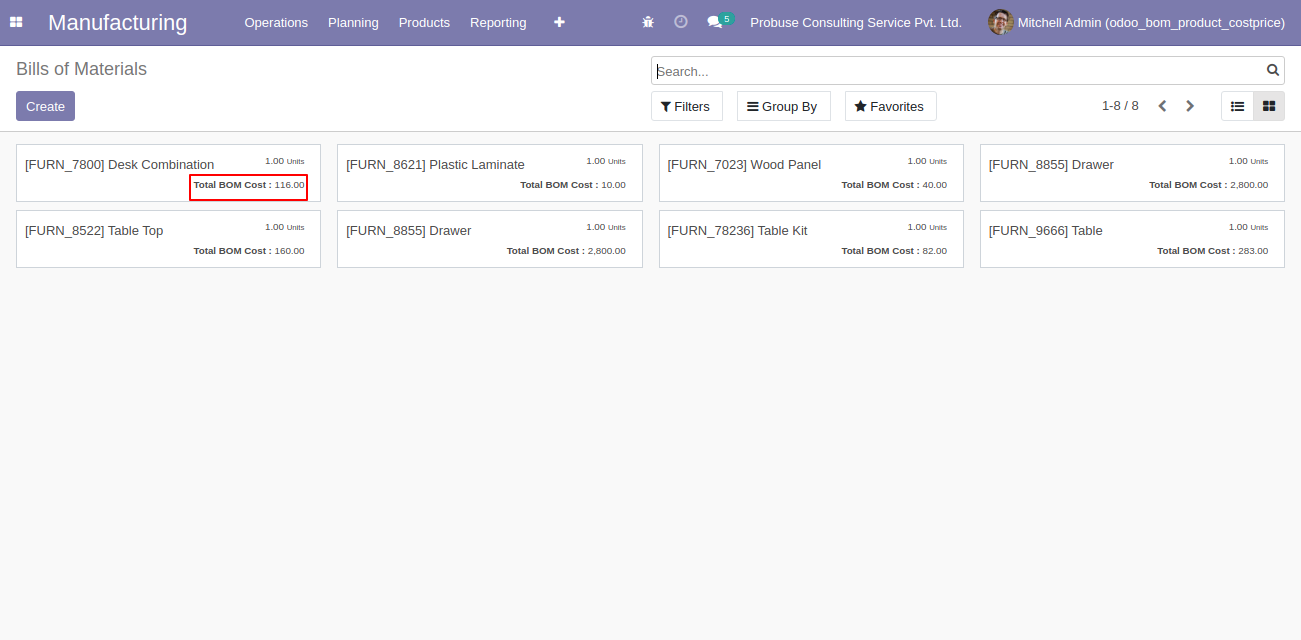 Manufacturing Operations Planning Products Reporting 5 Probuse Consulting Service Pvt. Ltd. Mitchell Admin (odoo_bom_product_costprice)
Bills of Materials
Search...
Create
Filters Group By Favorites 1-8 / 8
[FURN_7800] Desk Combination 1.00 Units
Total BOM Cost : 116.00
[FURN_8621] Plastic Laminate 1.00 Units
Total BOM Cost : 10.00
[FURN_7023] Wood Panel 1.00 Units
Total BOM Cost : 40.00
[FURN_8855] Drawer 1.00 Units
Total BOM Cost : 2,800.00
[FURN_8522] Table Top 1.00 Units
Total BOM Cost : 160.00
[FURN_8855] Drawer 1.00 Units
Total BOM Cost : 2,800.00
[FURN_78236] Table Kit 1.00 Units
Total BOM Cost : 82.00
[FURN_9666] Table 1.00 Units
Total BOM Cost : 283.00